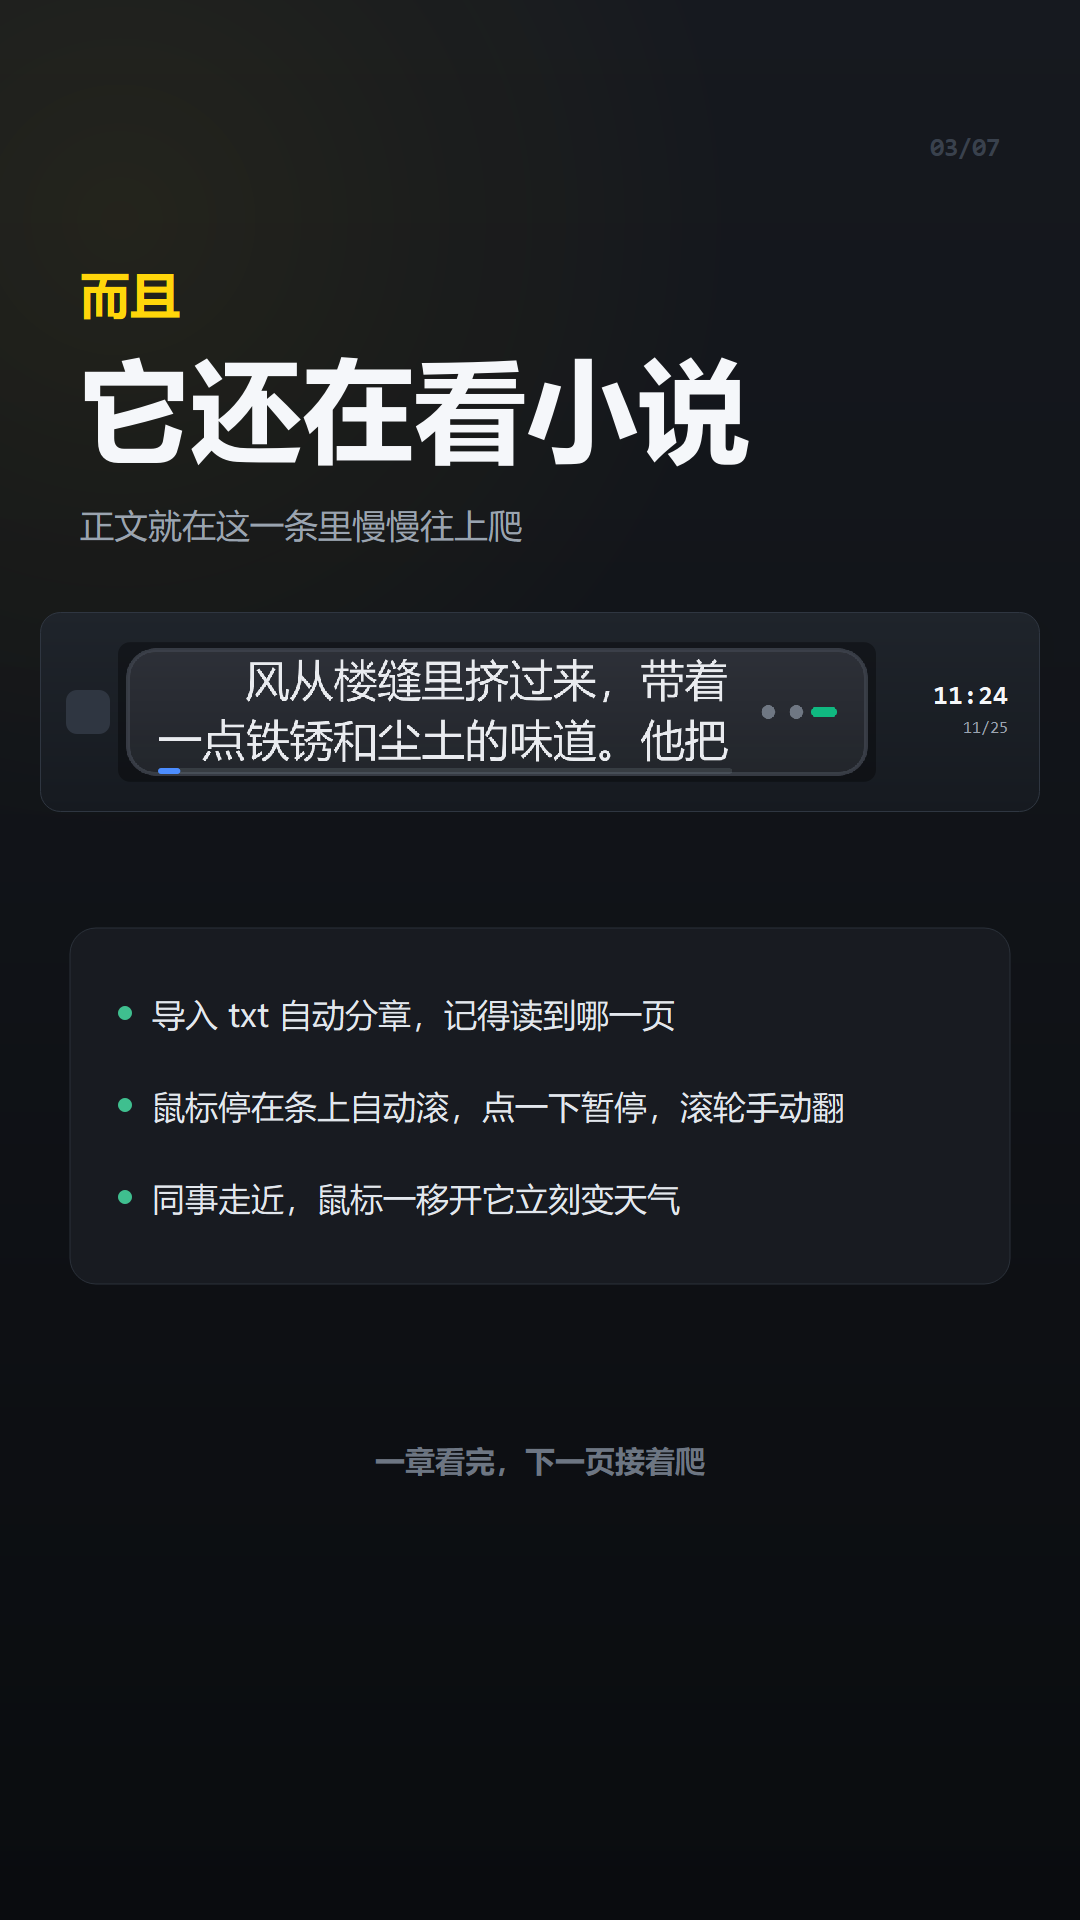 03/07
而且
它还在看小说
正文就在这一条里慢慢往上爬
风从楼缝里挤过来，带着
一点铁锈和尘土的味道。他把
11:24
11/25
导入 txt 自动分章，记得读到哪一页
鼠标停在条上自动滚，点一下暂停，滚轮手动翻
同事走近，鼠标一移开它立刻变天气
一章看完，下一页接着爬